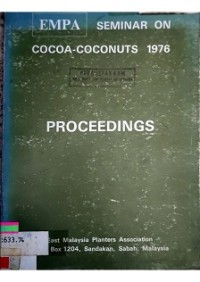 EMPA SEMINAR ON
COCOA-COCONUTS 1976
PROCEEDINGS
East Malaysia Planters Association
Box 1204, Sandakan, Sabah, Malaysia